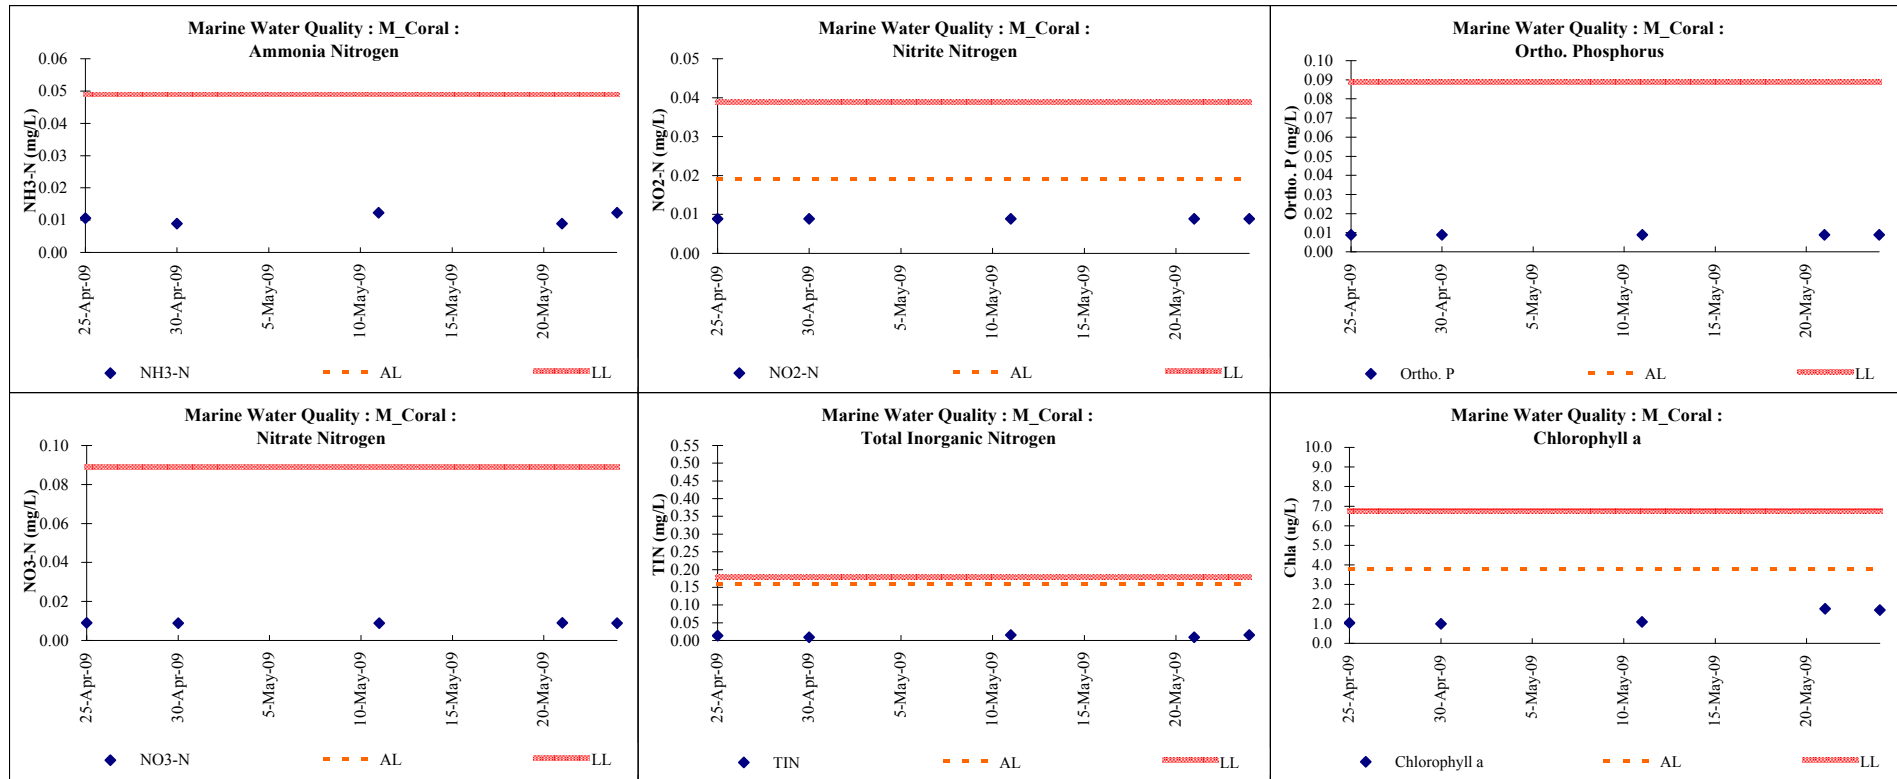 Marine Water Quality : M_Coral :
Ammonia Nitrogen
NH3-N (mg/L)
0.06
0.05
0.04
0.03
0.02
0.01
0.00
25-Apr-09
30-Apr-09
5-May-09
10-May-09
15-May-09
20-May-09
NH3-N
AL
LL
Marine Water Quality : M_Coral :
Nitrite Nitrogen
NO2-N (mg/L)
0.05
0.04
0.03
0.02
0.01
0.00
25-Apr-09
30-Apr-09
5-May-09
10-May-09
15-May-09
20-May-09
NO2-N
AL
LL
Marine Water Quality : M_Coral :
Ortho. Phosphorus
Ortho. P (mg/L)
0.10
0.09
0.08
0.07
0.06
0.05
0.04
0.03
0.02
0.01
0.00
25-Apr-09
30-Apr-09
5-May-09
10-May-09
15-May-09
20-May-09
Ortho. P
AL
LL
Marine Water Quality : M_Coral :
Nitrate Nitrogen
NO3-N (mg/L)
0.10
0.08
0.06
0.04
0.02
0.00
25-Apr-09
30-Apr-09
5-May-09
10-May-09
15-May-09
20-May-09
NO3-N
AL
LL
Marine Water Quality : M_Coral :
Total Inorganic Nitrogen
TIN (mg/L)
0.55
0.50
0.45
0.40
0.35
0.30
0.25
0.20
0.15
0.10
0.05
0.00
25-Apr-09
30-Apr-09
5-May-09
10-May-09
15-May-09
20-May-09
TIN
AL
LL
Marine Water Quality : M_Coral :
Chlorophyll a
Chla (ug/L)
10.0
9.0
8.0
7.0
6.0
5.0
4.0
3.0
2.0
1.0
0.0
25-Apr-09
30-Apr-09
5-May-09
10-May-09
15-May-09
20-May-09
Chlorophyll a
AL
LL